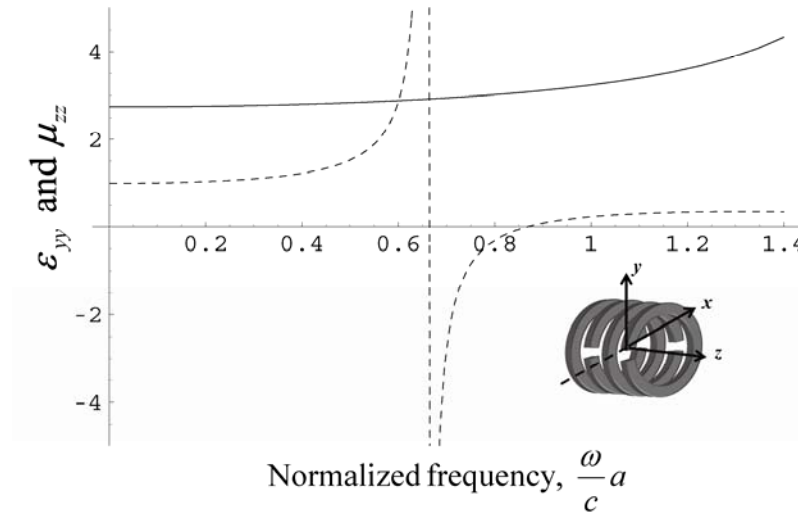 ε_yy and μ_zz
4
2
-2
-4
0.2 0.4 0.6 0.8 1 1.2 1.4
y
x
z
Normalized frequency, ω/c a